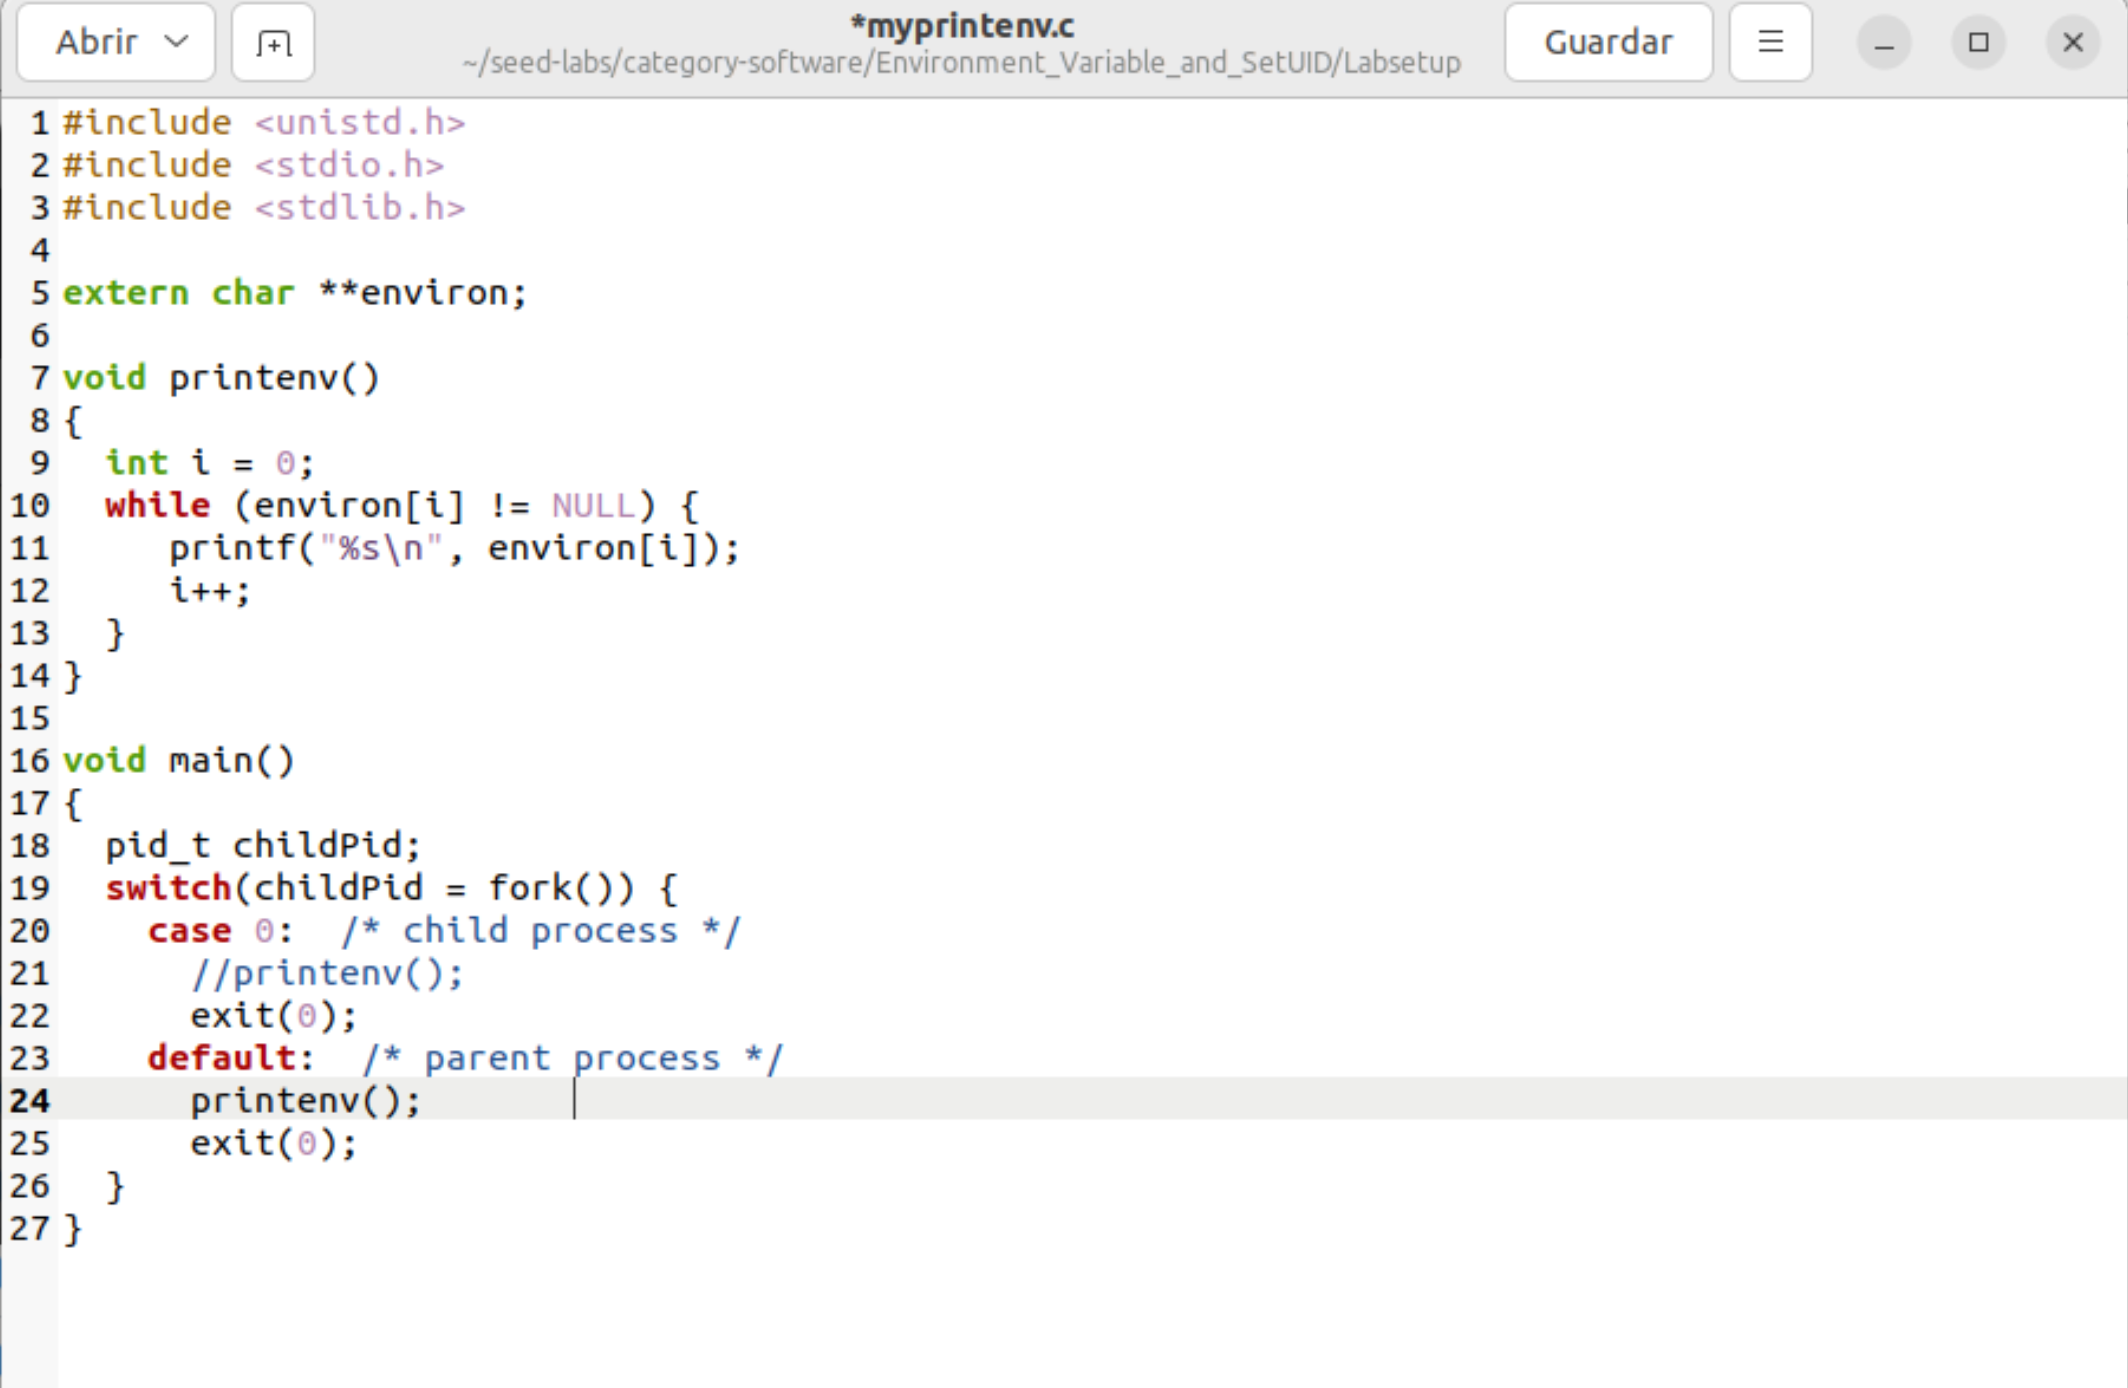 Abrir
*myprintenv.c
~/seed-labs/category-software/Environment_Variable_and_SetUID/Labsetup
Guardar
1 #include <unistd.h>
2 #include <stdio.h>
3 #include <stdlib.h>
4
5 extern char **environ;
6
7 void printenv()
8 {
9   int i = 0;
10   while (environ[i] != NULL) {
11      printf("%s\n", environ[i]);
12      i++;
13   }
14 }
15
16 void main()
17 {
18   pid_t childPid;
19   switch(childPid = fork()) {
20     case 0:  /* child process */
21       //printenv();
22       exit(0);
23     default:  /* parent process */
24       printenv();
25       exit(0);
26   }
27 }